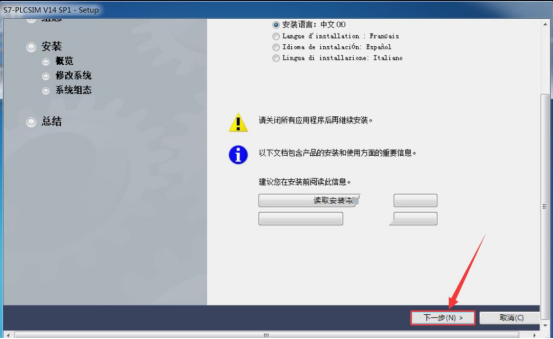 S7-PLCSIM V14 SP1 - Setup
安装语言: 中文(H)
Langue d'installation : Français
Idioma de instalación: Español
Lingua di installazione: Italiano
安装
概览
修改系统
系统组态
总结
请关闭所有应用程序后再继续安装。
以下文档包含产品的安装和使用方面的重要信息。
建议您在安装前阅读此信息。
读取安装
下一步(N) >
取消(C)